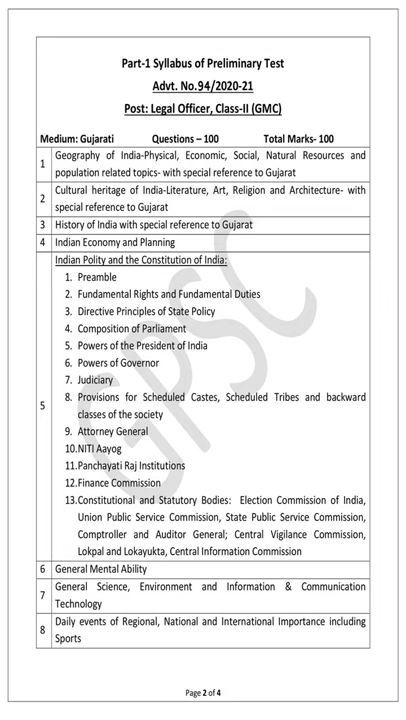 Part-1 Syllabus of Preliminary Test
Advt. No.94/2020-21
Post: Legal Officer, Class-II (GMC)
Medium: Gujarati Questions – 100 Total Marks- 100
1 Geography of India-Physical, Economic, Social, Natural Resources and
population related topics- with special reference to Gujarat
2 Cultural heritage of India-Literature, Art, Religion and Architecture- with
special reference to Gujarat
3 History of India with special reference to Gujarat
4 Indian Economy and Planning
5 Indian Polity and the Constitution of India:
1. Preamble
2. Fundamental Rights and Fundamental Duties
3. Directive Principles of State Policy
4. Composition of Parliament
5. Powers of the President of India
6. Powers of Governor
7. Judiciary
8. Provisions for Scheduled Castes, Scheduled Tribes and backward
classes of the society
9. Attorney General
10.NITI Aayog
11.Panchayati Raj Institutions
12.Finance Commission
13.Constitutional and Statutory Bodies: Election Commission of India,
Union Public Service Commission, State Public Service Commission,
Comptroller and Auditor General; Central Vigilance Commission,
Lokpal and Lokayukta, Central Information Commission
6 General Mental Ability
7 General Science, Environment and Information & Communication
Technology
8 Daily events of Regional, National and International Importance including
Sports
GPSC
Page 2 of 4